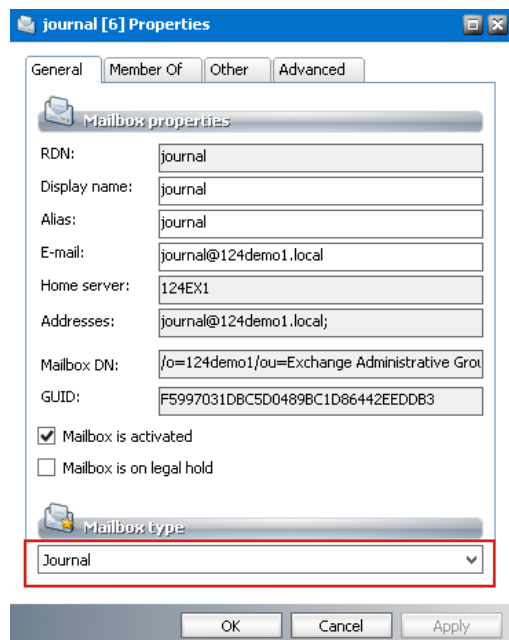 journal [6] Properties
General Member Of Other Advanced
Mailbox properties
RDN: journal
Display name: journal
Alias: journal
E-mail: journal@124demo1.local
Home server: 124EX1
Addresses: journal@124demo1.local;
Mailbox DN: /o=124demo1/ou=Exchange Administrative Grou
GUID: F5997031DBC5D0489BC1D86442EEDDB3
Mailbox is activated
Mailbox is on legal hold
Mailbox type
Journal
OK Cancel Apply